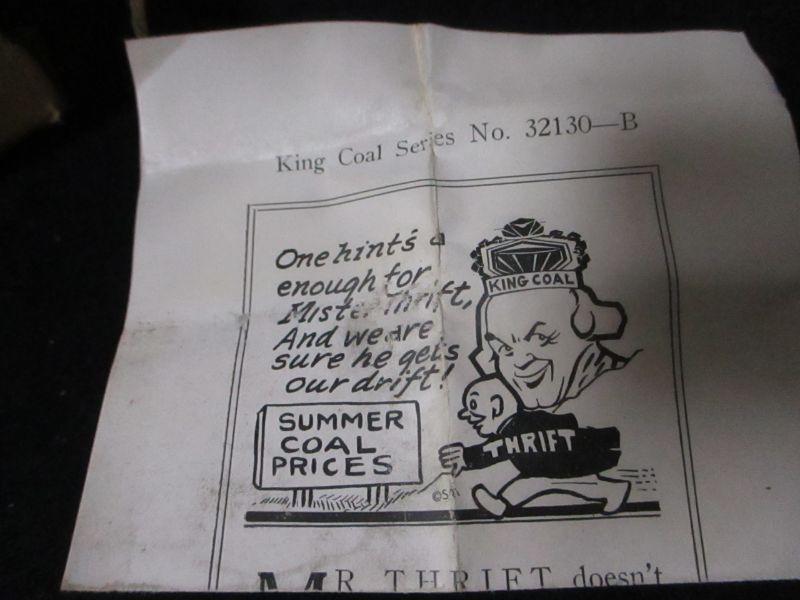 King Coal Series No. 32130—B
One hint's a
enough for
Mister Thrift,
And we are
sure he gets
our drift!
KING COAL
SUMMER
COAL
PRICES
THRIFT
MR THRIFT doesn't